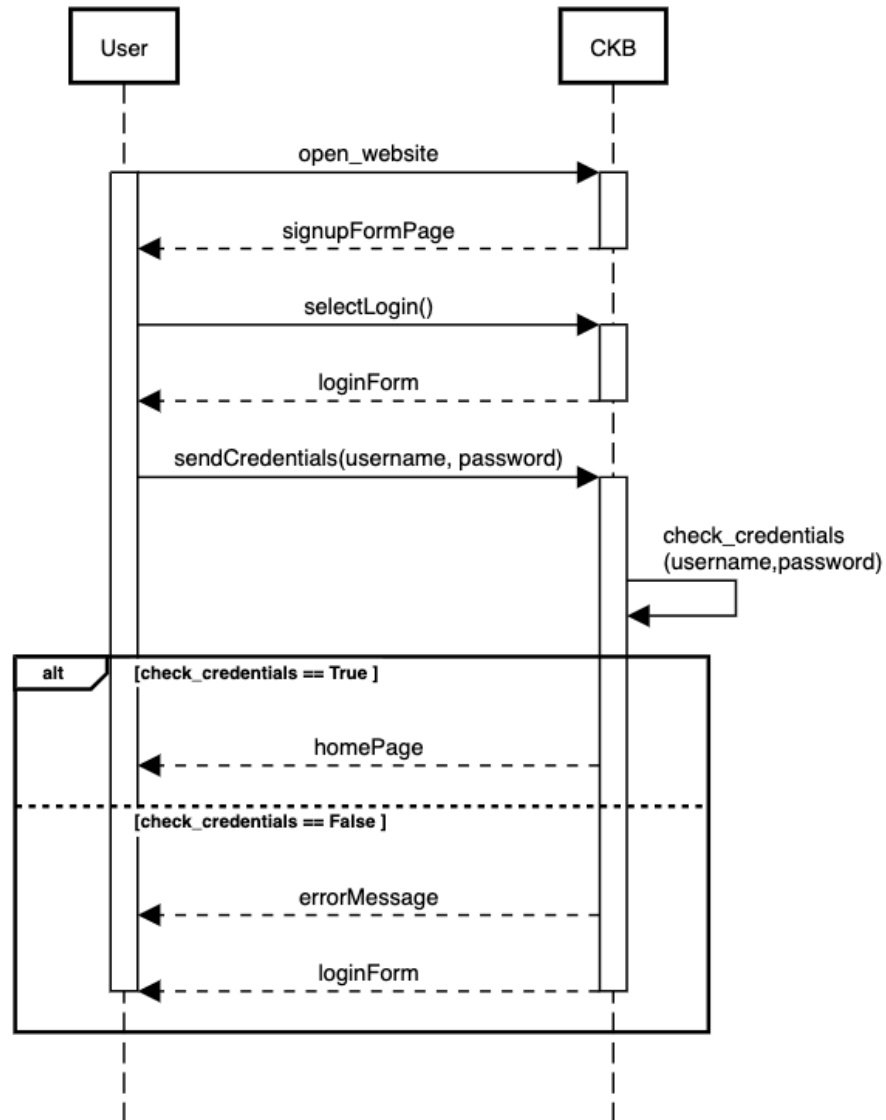 User
CKB
open_website
signupFormPage
selectLogin()
loginForm
sendCredentials(username, password)
check_credentials
(username,password)
alt
[check_credentials == True ]
homePage
[check_credentials == False ]
errorMessage
loginForm